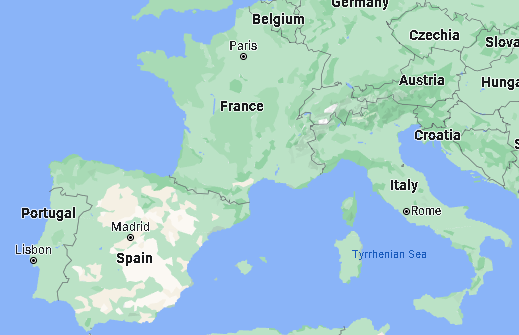 Germany
Belgium
Czechia
Paris
Slova
Austria
Hunga
France
Croatia
Italy
Portugal
Rome
Madrid
Lisbon
Tyrrhenian Sea
Spain
S